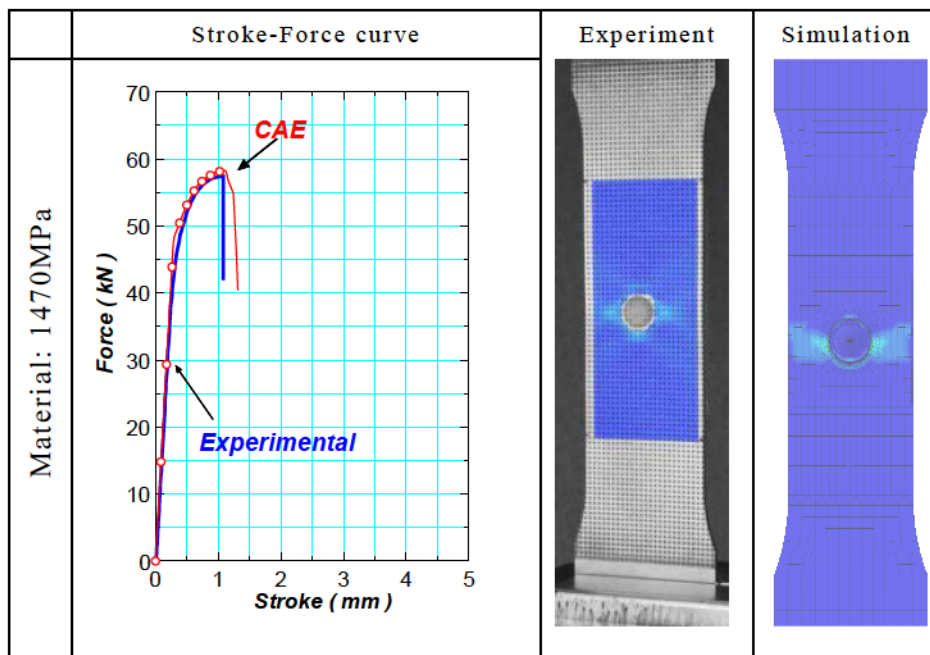 Stroke-Force curve
Experiment
Simulation
Material: 1470MPa
70
60
50
40
30
20
10
0
Force ( kN )
CAE
Experimental
0
1
2
3
4
5
Stroke ( mm )